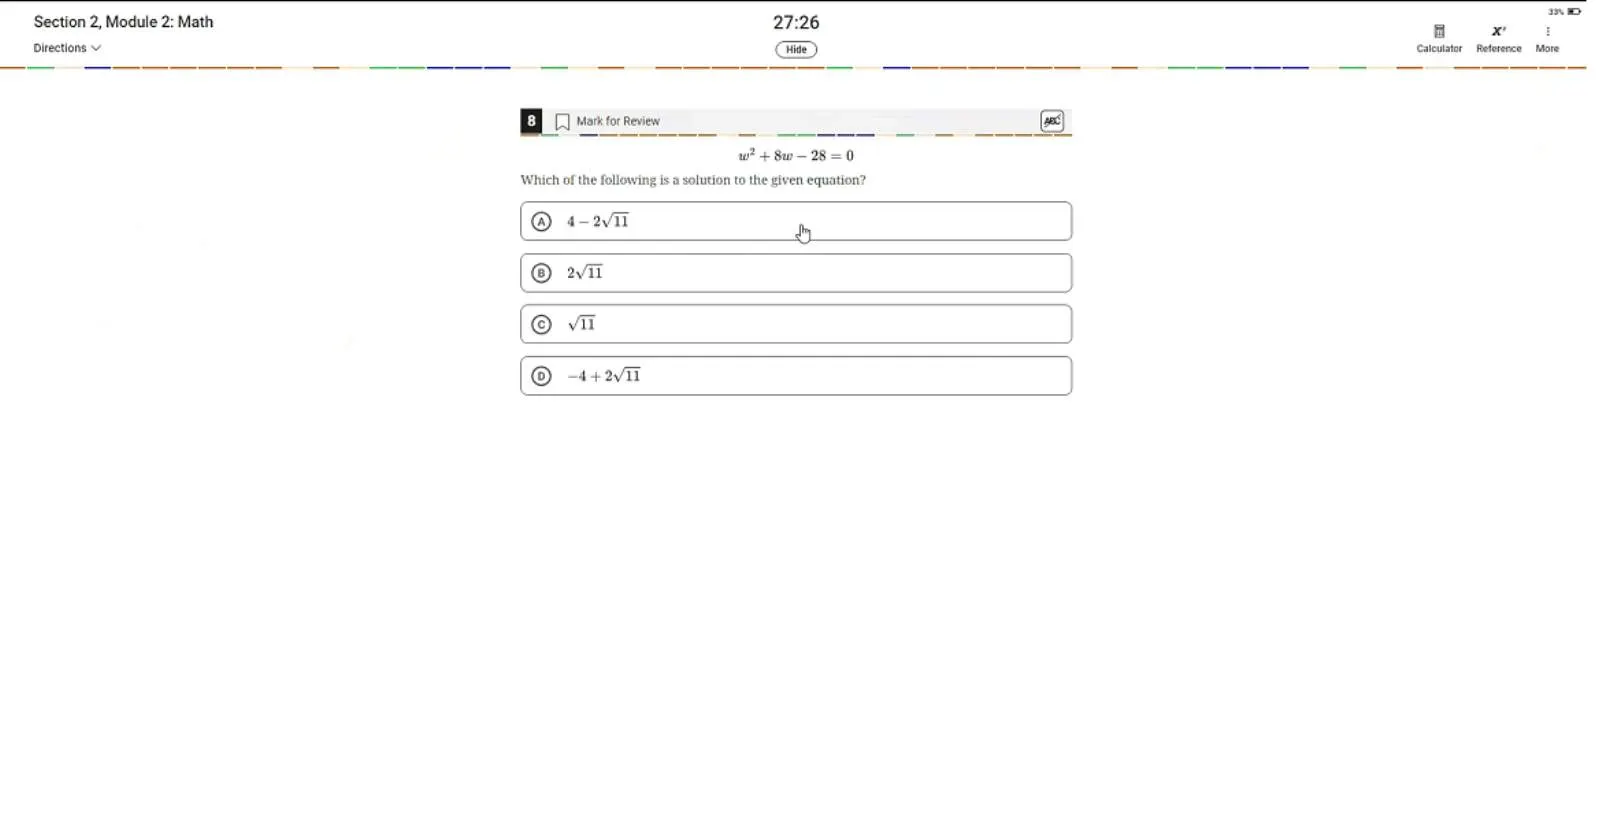 Section 2, Module 2: Math
Directions
27:26
Hide
33%
Calculator
Reference
More
8
Mark for Review
ABC
w² + 8w − 28 = 0
Which of the following is a solution to the given equation?
A 4 − 2√11
B 2√11
C √11
D −4 + 2√11